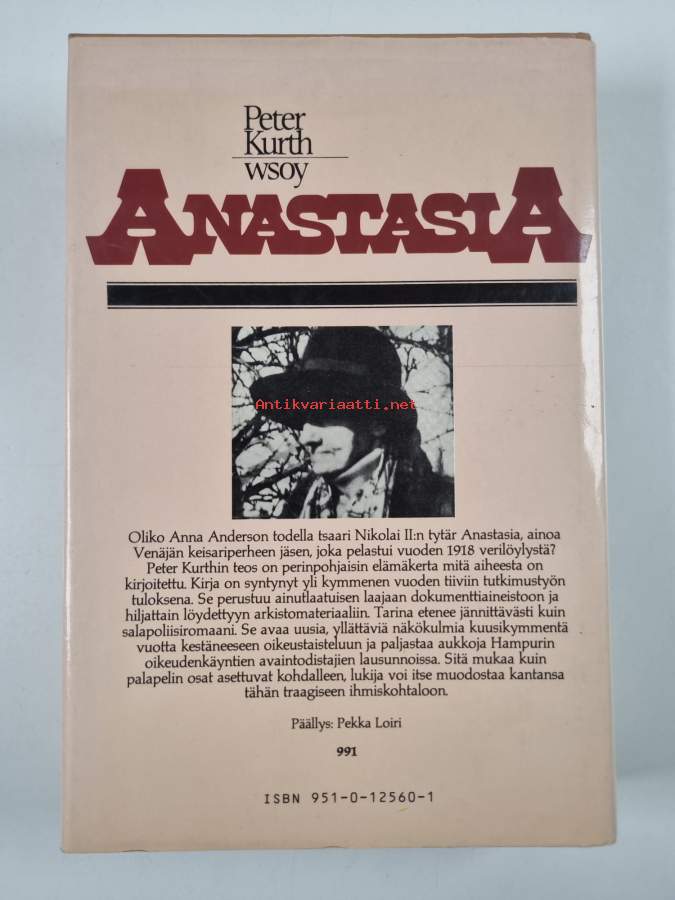 Peter
Kurth
wsoy
ANASTASIA
Antikvariaatti.net
Oliko Anna Anderson todella tsaari Nikolai II:n tytär Anastasia, ainoa
Venäjän keisariperheen jäsen, joka pelastui vuoden 1918 verilöylystä?
Peter Kurthin teos on perinpohjaisin elämäkerta mitä aiheesta on
kirjoitettu. Kirja on syntynyt yli kymmenen vuoden tiiviin tutkimustyön
tuloksena. Se perustuu ainutlaatuisen laajaan dokumenttiaineistoon ja
hiljattain löydettyyn arkistomateriaaliin. Tarina etenee jännittävästi kuin
salapoliisiromaani. Se avaa uusia, yllättäviä näkökulmia kuusikymmentä
vuotta kestäneeseen oikeustaisteluun ja paljastaa aukkoja Hampurin
oikeudenkäyntien avaintodistajien lausunnoissa. Sitä mukaa kuin
palapelin osat asettuvat kohdalleen, lukija voi itse muodostaa kantansa
tähän traagiseen ihmiskohtaloon.
Päällys: Pekka Loiri
991
ISBN 951-0-12560-1